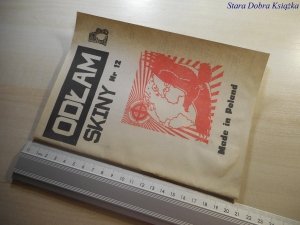 Stara Dobra Książka
ODŁAM
SKINY Nr 12
Made in Poland